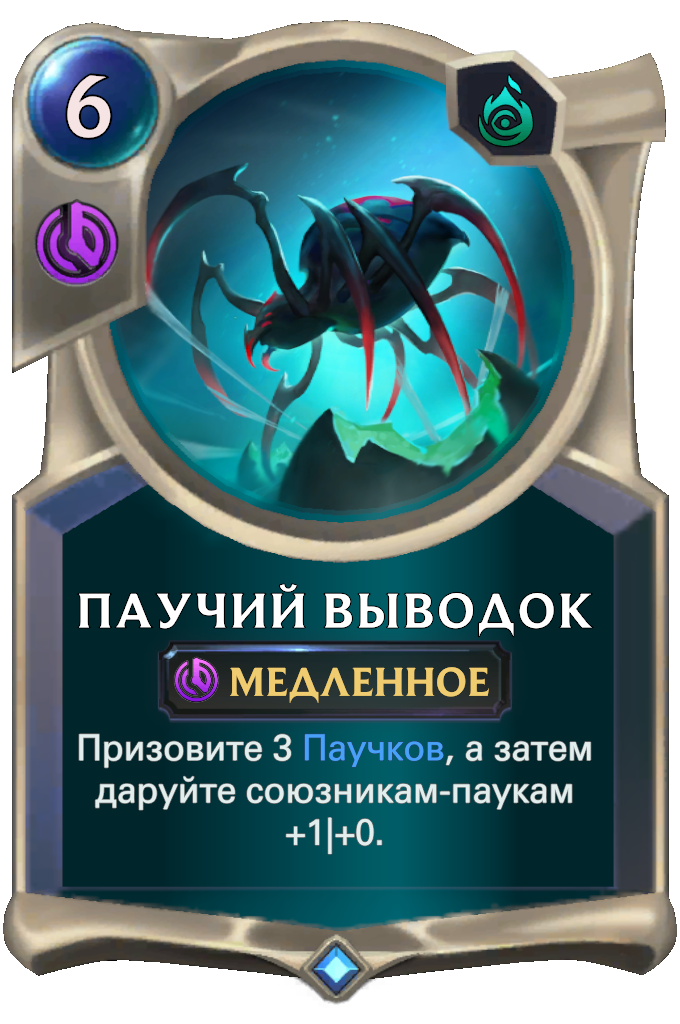 6
ПАУЧИЙ ВЫВОДОК
МЕДЛЕННОЕ
Призовите 3 Паучков, а затем
даруйте союзникам-паукам
+1|+0.